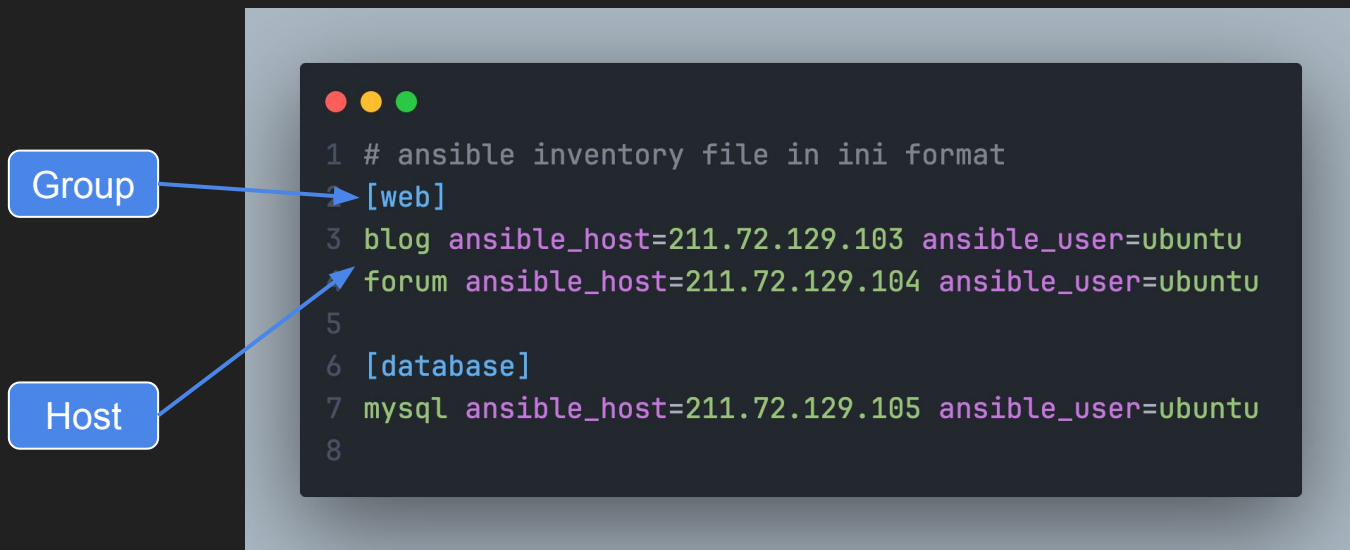 Group
Host
1 # ansible inventory file in ini format
2 [web]
3 blog ansible_host=211.72.129.103 ansible_user=ubuntu
4 forum ansible_host=211.72.129.104 ansible_user=ubuntu
5
6 [database]
7 mysql ansible_host=211.72.129.105 ansible_user=ubuntu
8